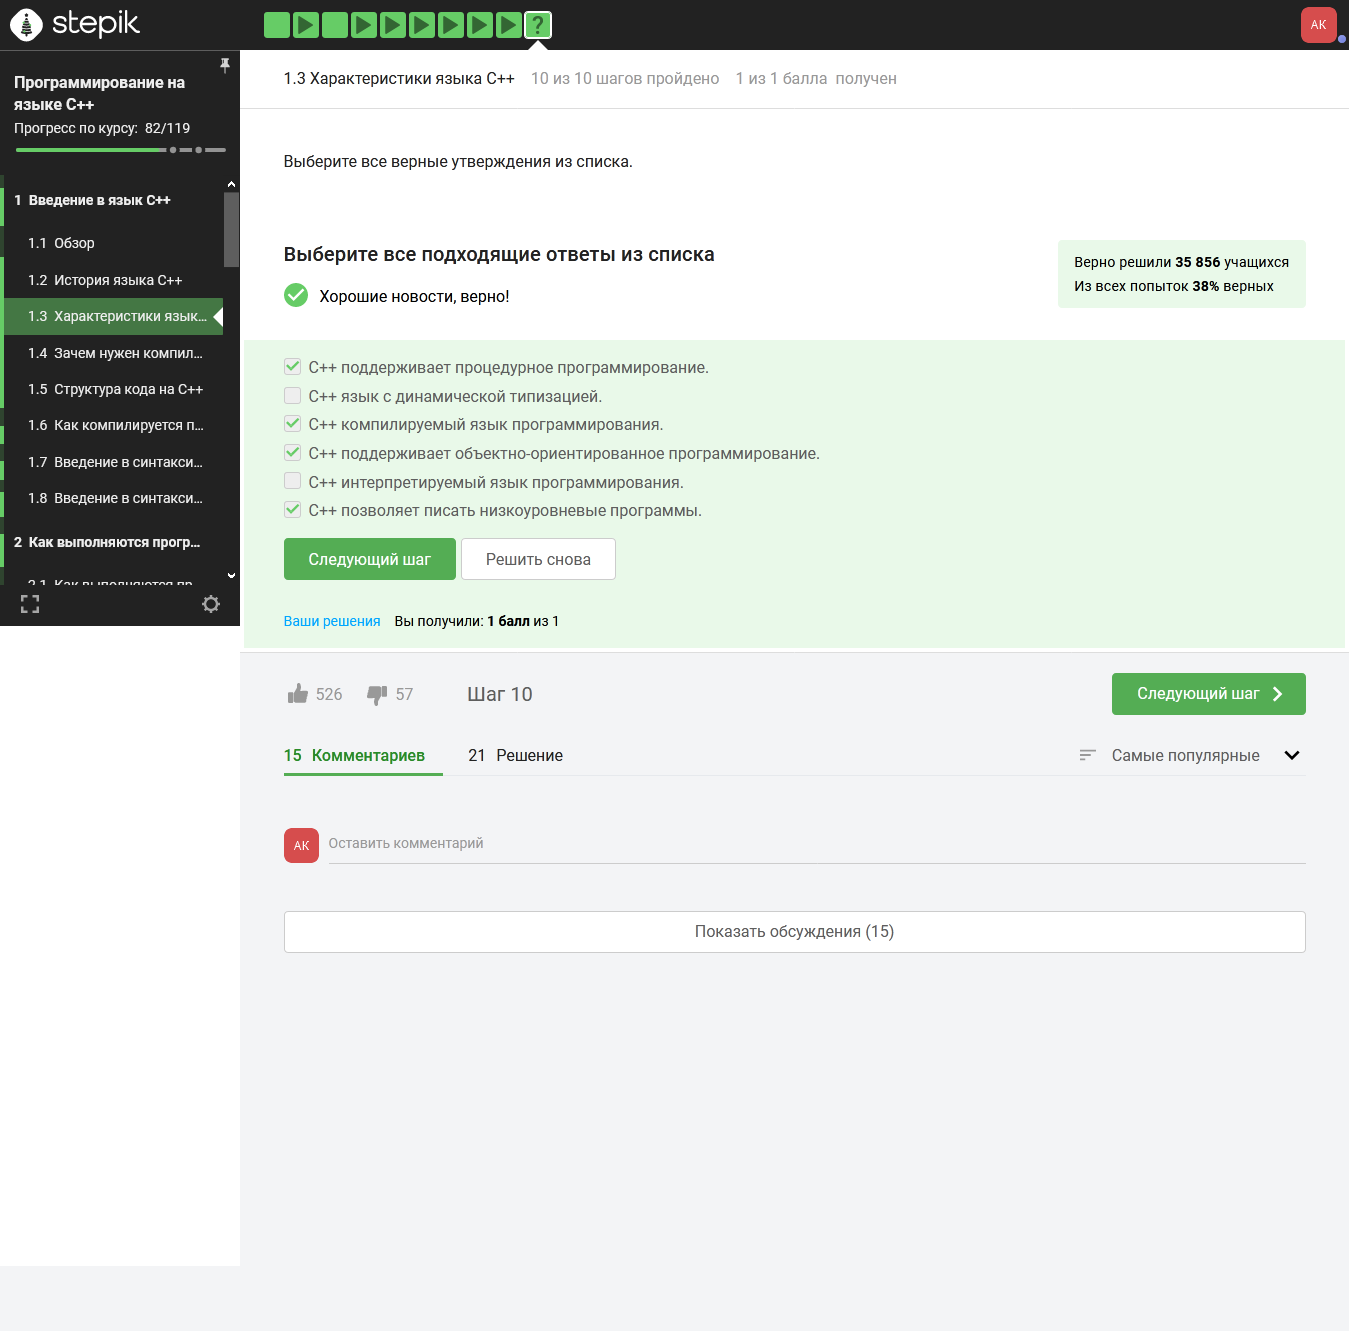 stepik
?
АК
Программирование на
языке C++
Прогресс по курсу: 82/119
1 Введение в язык C++
1.1 Обзор
1.2 История языка C++
1.3 Характеристики язык...
1.4 Зачем нужен компил...
1.5 Структура кода на C++
1.6 Как компилируется п...
1.7 Введение в синтакси...
1.8 Введение в синтакси...
2 Как выполняются прогр...
2.1 Как выполняются пр
1.3 Характеристики языка C++ 10 из 10 шагов пройдено 1 из 1 балла получен
Выберите все верные утверждения из списка.
Выберите все подходящие ответы из списка
Хорошие новости, верно!
Верно решили 35 856 учащихся
Из всех попыток 38% верных
C++ поддерживает процедурное программирование.
C++ язык с динамической типизацией.
C++ компилируемый язык программирования.
C++ поддерживает объектно-ориентированное программирование.
C++ интерпретируемый язык программирования.
C++ позволяет писать низкоуровневые программы.
Следующий шаг Решить снова
Ваши решения Вы получили: 1 балл из 1
526 57 Шаг 10 Следующий шаг
15 Комментариев 21 Решение Самые популярные
АК Оставить комментарий
Показать обсуждения (15)